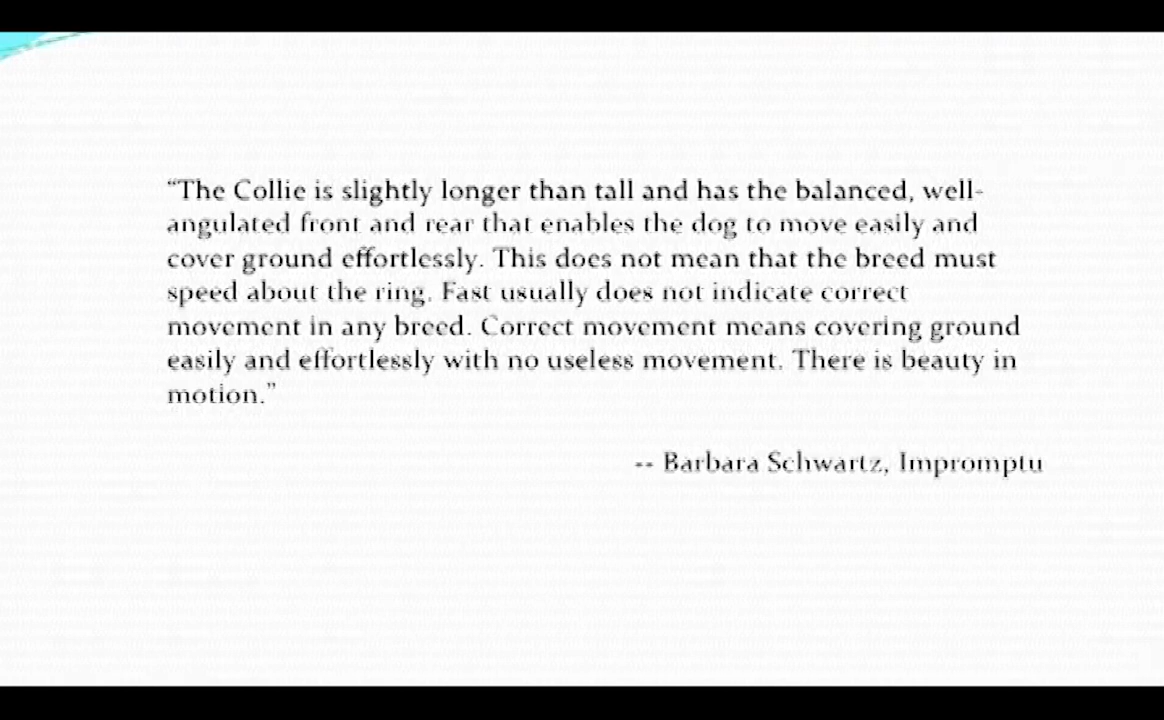 “The Collie is slightly longer than tall and has the balanced, well-
angulated front and rear that enables the dog to move easily and
cover ground effortlessly. This does not mean that the breed must
speed about the ring. Fast usually does not indicate correct
movement in any breed. Correct movement means covering ground
easily and effortlessly with no useless movement. There is beauty in
motion.”
-- Barbara Schwartz, Impromptu